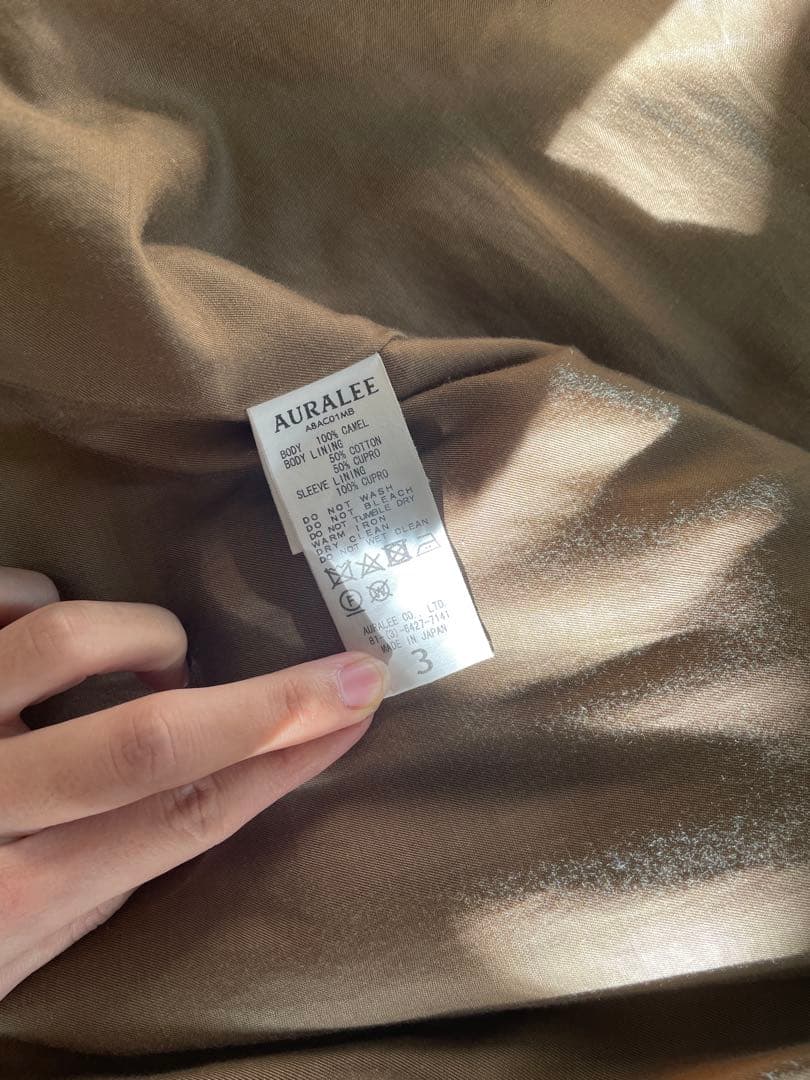 AURALEE
A8AC01MB
BODY 100% CAMEL
BODY LINING
50% COTTON
50% CUPRO
SLEEVE LINING
100% CUPRO
DO NOT WASH
DO NOT BLEACH
DO NOT TUMBLE DRY
WARM IRON
DRY CLEAN
DO NOT WET CLEAN
F W
AURALEE CO., LTD.
81-(3)-6427-7141
MADE IN JAPAN
3